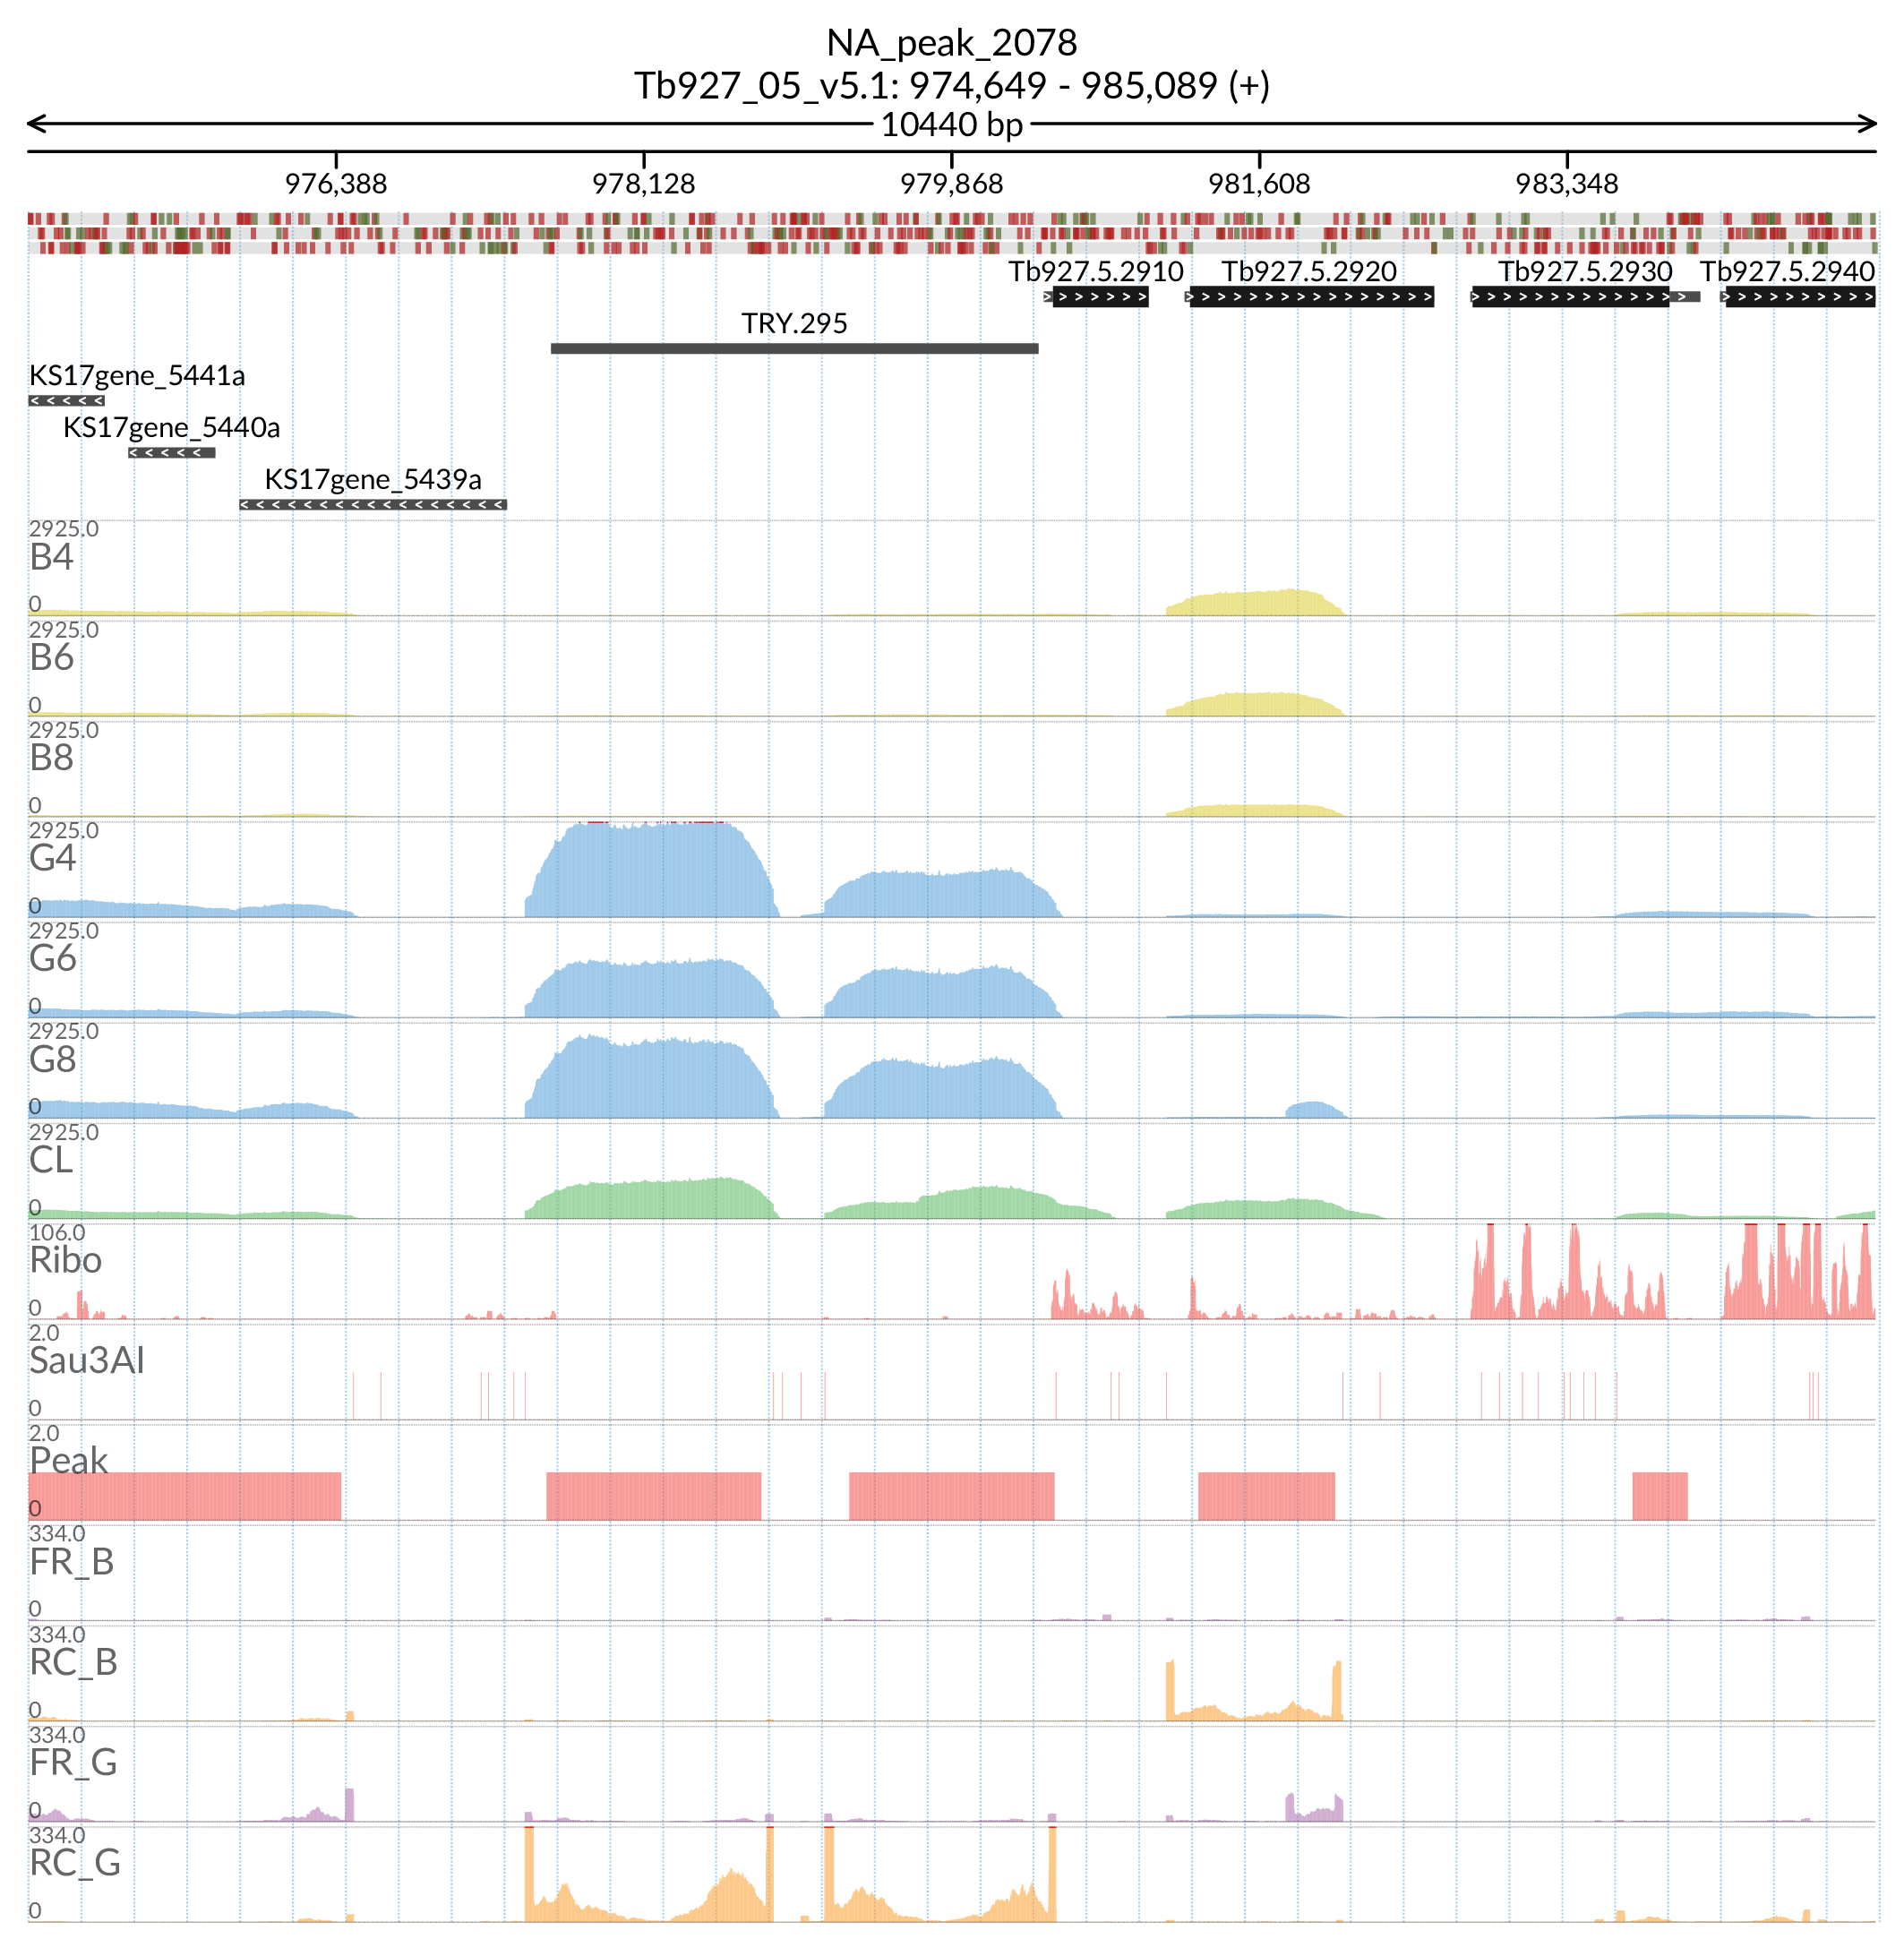 NA_peak_2078
Tb927_05_v5.1: 974,649 - 985,089 (+)
10440 bp
976,388 978,128 979,868 981,608 983,348
Tb927.5.2910 Tb927.5.2920 Tb927.5.2930 Tb927.5.2940
TRY.295
KS17gene_5441a
KS17gene_5440a
KS17gene_5439a
2925.0
B4
0
2925.0
B6
0
2925.0
B8
0
2925.0
G4
0
2925.0
G6
0
2925.0
G8
0
2925.0
CL
0
106.0
Ribo
0
2.0
Sau3AI
0
2.0
Peak
0
334.0
FR_B
0
334.0
RC_B
0
334.0
FR_G
0
334.0
RC_G
0